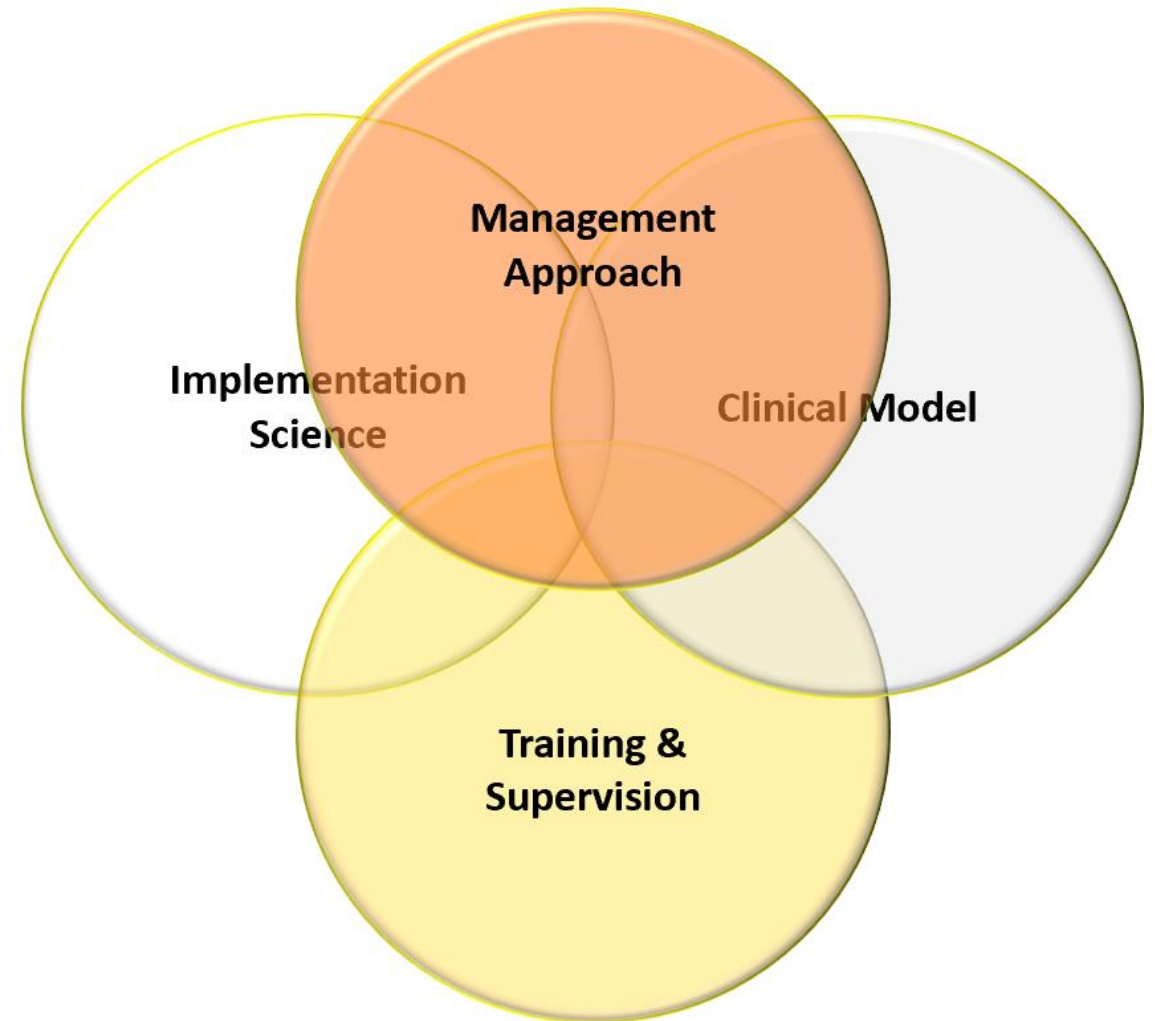 Management
Approach
Implementation
Science
Clinical Model
Training &
Supervision